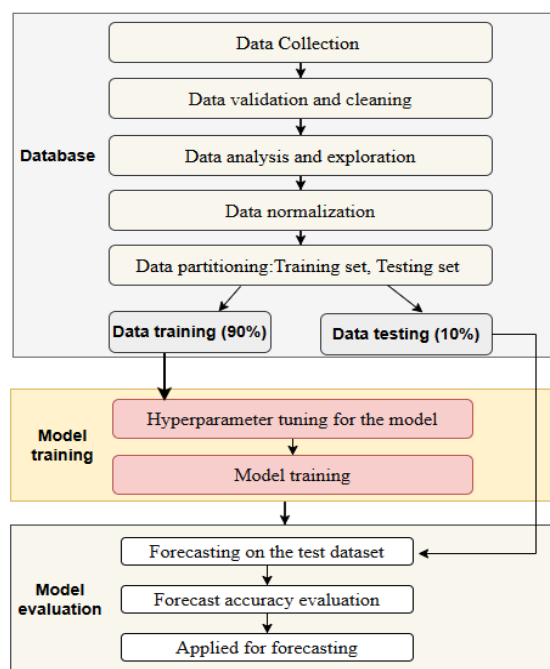 Data Collection
Data validation and cleaning
Database
Data analysis and exploration
Data normalization
Data partitioning:Training set, Testing set
Data training (90%)
Data testing (10%)
Model
training
Hyperparameter tuning for the model
Model training
Model
evaluation
Forecasting on the test dataset
Forecast accuracy evaluation
Applied for forecasting